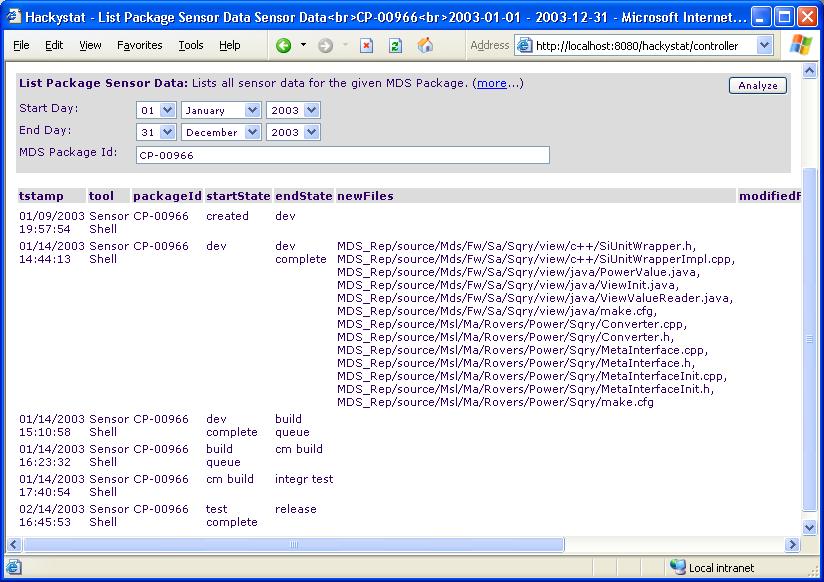 Hackystat - List Package Sensor Data Sensor Data<br>CP-00966<br>2003-01-01 - 2003-12-31 - Microsoft Internet...
File Edit View Favorites Tools Help Address http://localhost:8080/hackystat/controller
List Package Sensor Data: Lists all sensor data for the given MDS Package. (more...) Analyze
Start Day: 01 January 2003
End Day: 31 December 2003
MDS Package Id: CP-00966
tstamp tool packageId startState endState newFiles modifiedF
01/09/2003 Sensor CP-00966 created dev
19:57:54 Shell
01/14/2003 Sensor CP-00966 dev dev MDS_Rep/source/Mds/Fw/Sa/Sqry/view/c++/SiUnitWrapper.h,
14:44:13 Shell complete MDS_Rep/source/Mds/Fw/Sa/Sqry/view/c++/SiUnitWrapperImpl.cpp,
MDS_Rep/source/Mds/Fw/Sa/Sqry/view/java/PowerValue.java,
MDS_Rep/source/Mds/Fw/Sa/Sqry/view/java/ViewInit.java,
MDS_Rep/source/Mds/Fw/Sa/Sqry/view/java/ViewValueReader.java,
MDS_Rep/source/Mds/Fw/Sa/Sqry/view/java/make.cfg,
MDS_Rep/source/Msl/Ma/Rovers/Power/Sqry/Converter.cpp,
MDS_Rep/source/Msl/Ma/Rovers/Power/Sqry/Converter.h,
MDS_Rep/source/Msl/Ma/Rovers/Power/Sqry/MetaInterface.cpp,
MDS_Rep/source/Msl/Ma/Rovers/Power/Sqry/MetaInterface.h,
MDS_Rep/source/Msl/Ma/Rovers/Power/Sqry/MetaInterfaceInit.cpp,
MDS_Rep/source/Msl/Ma/Rovers/Power/Sqry/MetaInterfaceInit.h,
MDS_Rep/source/Msl/Ma/Rovers/Power/Sqry/make.cfg
01/14/2003 Sensor CP-00966 dev build
15:10:58 Shell complete queue
01/14/2003 Sensor CP-00966 build cm build
16:23:32 Shell queue
01/14/2003 Sensor CP-00966 cm build integr test
17:40:54 Shell
02/14/2003 Sensor CP-00966 test release
16:45:53 Shell complete
Local intranet